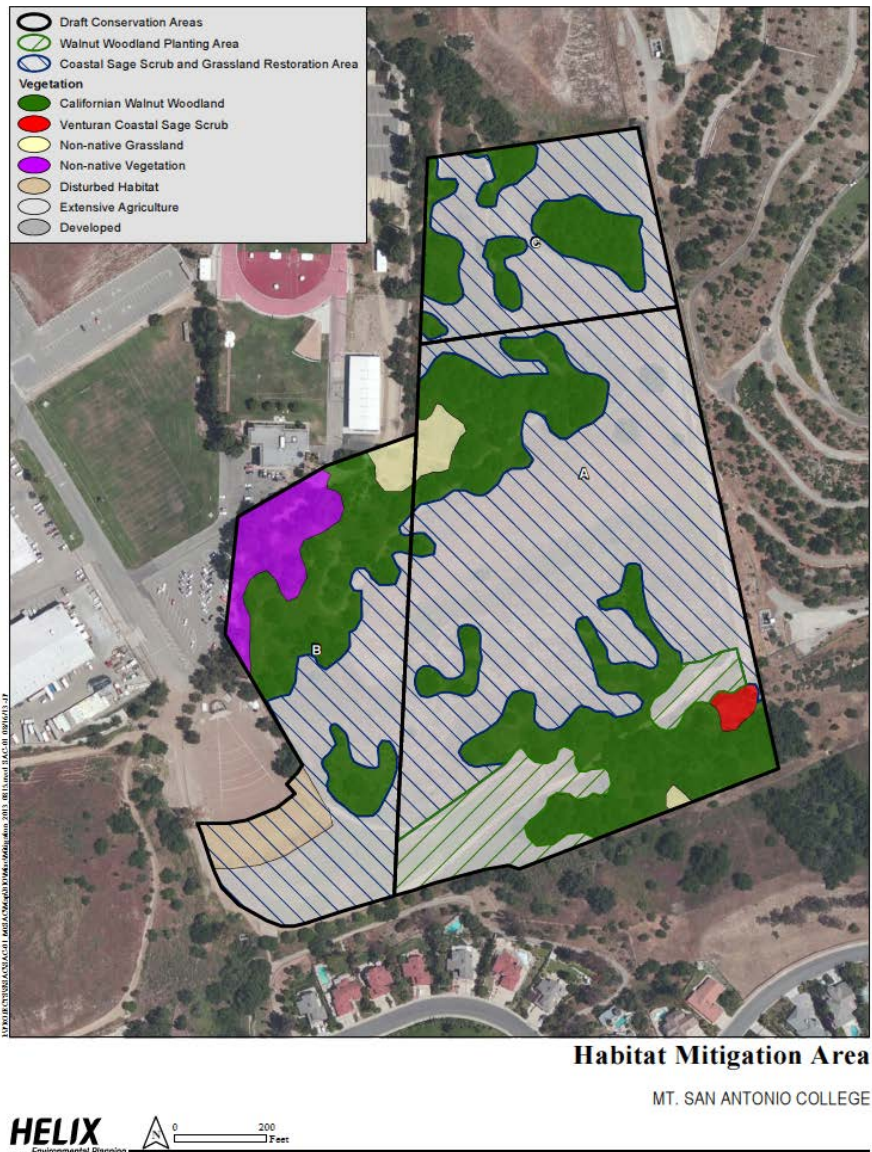 Draft Conservation Areas
Walnut Woodland Planting Area
Coastal Sage Scrub and Grassland Restoration Area
Vegetation
Californian Walnut Woodland
Venturan Coastal Sage Scrub
Non-native Grassland
Non-native Vegetation
Disturbed Habitat
Extensive Agriculture
Developed
C
A
B
Habitat Mitigation Area
MT. SAN ANTONIO COLLEGE
HELIX
Environmental Planning
N
0 200
Feet